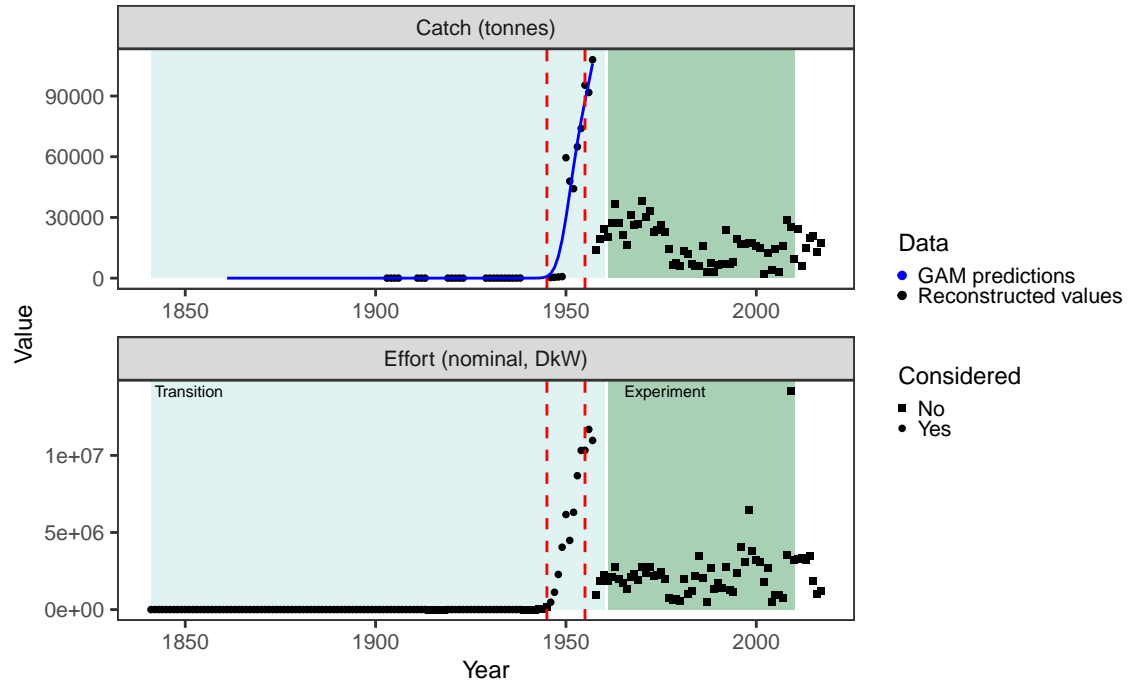 Catch (tonnes)
90000
60000
30000
0
1850
1900
1950
2000
Value
Effort (nominal, DkW)
Transition
Experiment
1e+07
5e+06
0e+00
1850
1900
1950
2000
Year
Data
GAM predictions
Reconstructed values
Considered
No
Yes